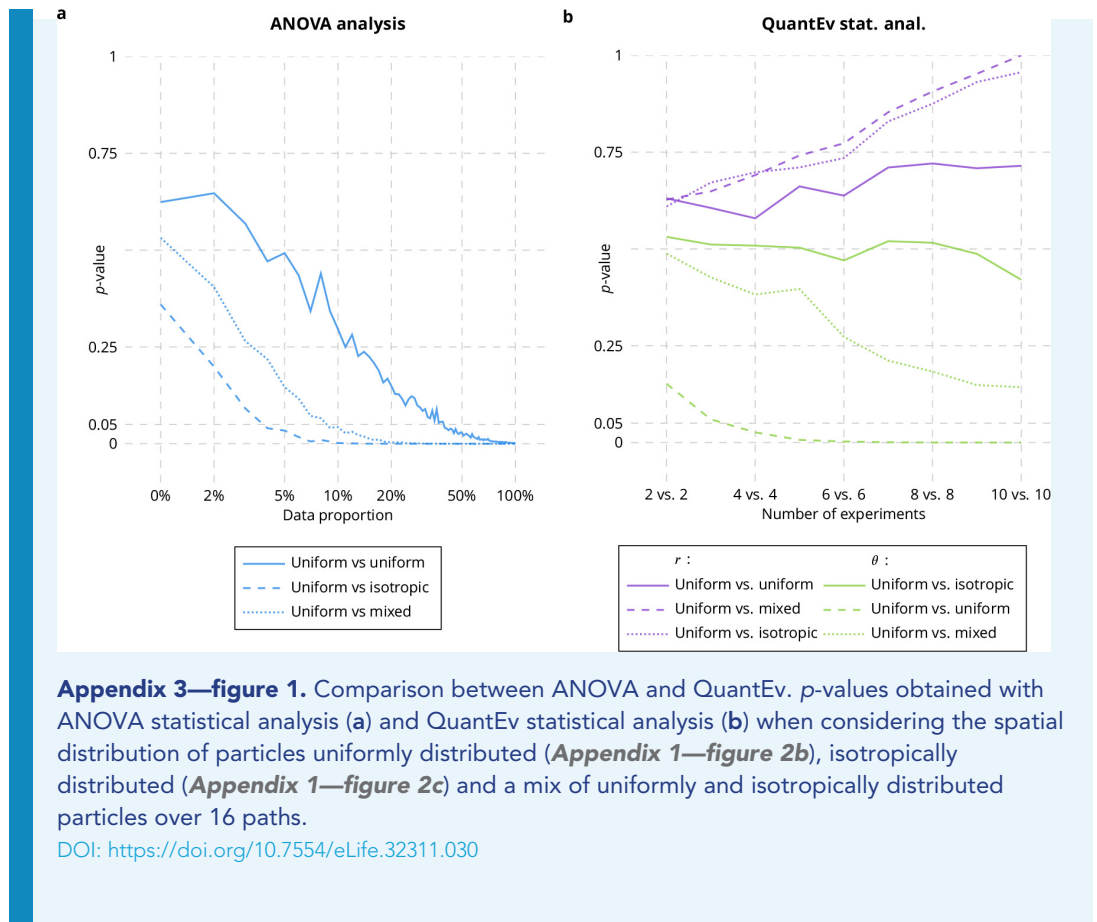 a
ANOVA analysis
1
0.75
0.25
0.05
0
p-value
0%
2%
5%
10%
20%
50%
100%
Data proportion
Uniform vs uniform
Uniform vs isotropic
Uniform vs mixed
b
QuantEv stat. anal.
1
0.75
0.25
0.05
0
p-value
2 vs. 2
4 vs. 4
6 vs. 6
8 vs. 8
10 vs. 10
Number of experiments
r : θ :
Uniform vs. uniform Uniform vs. isotropic
Uniform vs. mixed Uniform vs. uniform
Uniform vs. isotropic Uniform vs. mixed
Appendix 3—figure 1. Comparison between ANOVA and QuantEv. p-values obtained with
ANOVA statistical analysis (a) and QuantEv statistical analysis (b) when considering the spatial
distribution of particles uniformly distributed (Appendix 1—figure 2b), isotropically
distributed (Appendix 1—figure 2c) and a mix of uniformly and isotropically distributed
particles over 16 paths.
DOI: https://doi.org/10.7554/eLife.32311.030